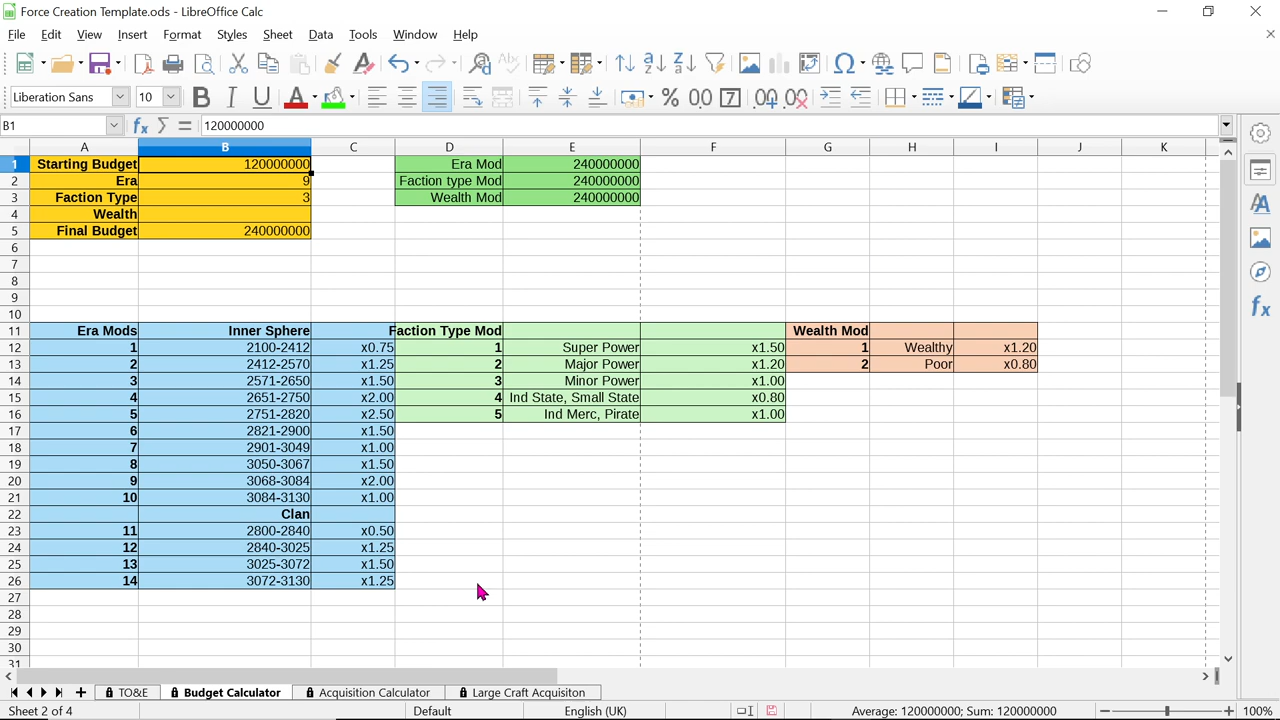 Force Creation Template.ods - LibreOffice Calc
File Edit View Insert Format Styles Sheet Data Tools Window Help
Liberation Sans 10
B1 120000000
A B C D E F G H I J K
1 Starting Budget 120000000 Era Mod 240000000
2 Era 9 Faction type Mod 240000000
3 Faction Type 3 Wealth Mod 240000000
4 Wealth
5 Final Budget 240000000
6
7
8
9
10
11 Era Mods Inner Sphere Faction Type Mod Wealth Mod
12 1 2100-2412 x0.75 1 Super Power x1.50 1 Wealthy x1.20
13 2 2412-2570 x1.25 2 Major Power x1.20 2 Poor x0.80
14 3 2571-2650 x1.50 3 Minor Power x1.00
15 4 2651-2750 x2.00 4 Ind State, Small State x0.80
16 5 2751-2820 x2.50 5 Ind Merc, Pirate x1.00
17 6 2821-2900 x1.50
18 7 2901-3049 x1.00
19 8 3050-3067 x1.50
20 9 3068-3084 x2.00
21 10 3084-3130 x1.00
22 Clan
23 11 2800-2840 x0.50
24 12 2840-3025 x1.25
25 13 3025-3072 x1.50
26 14 3072-3130 x1.25
27
28
29
30
31
TO&E Budget Calculator Acquisition Calculator Large Craft Acquisiton
Sheet 2 of 4 Default English (UK) Average: 120000000; Sum: 120000000 100%